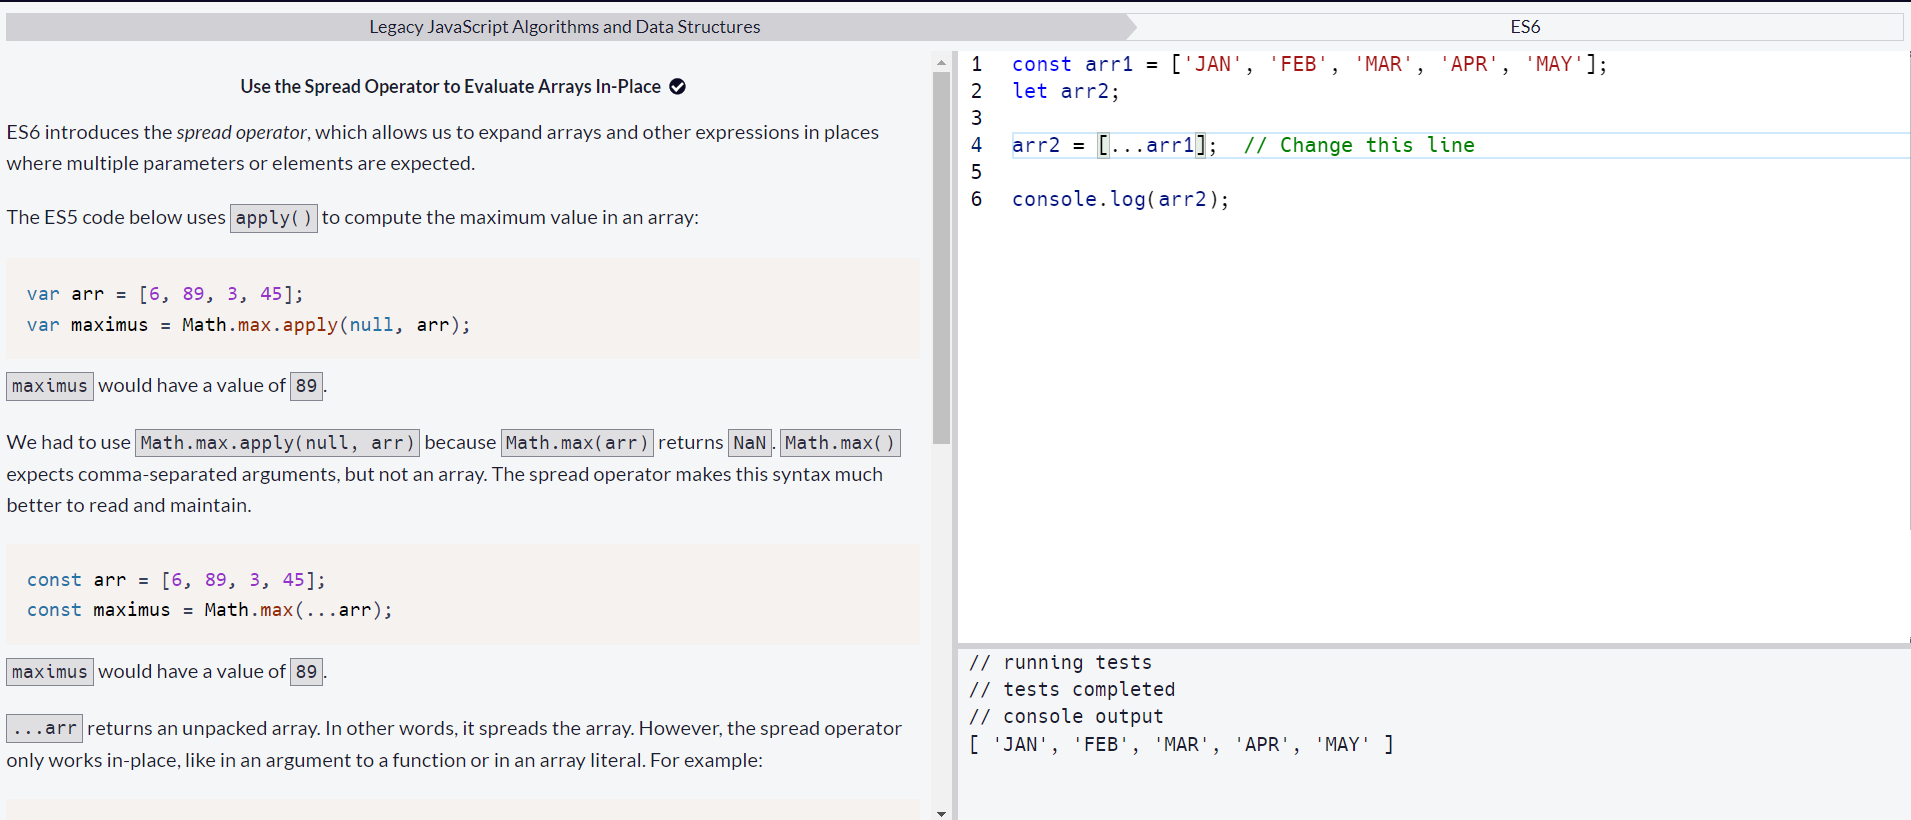 Legacy JavaScript Algorithms and Data Structures
ES6
Use the Spread Operator to Evaluate Arrays In-Place
ES6 introduces the spread operator, which allows us to expand arrays and other expressions in places
where multiple parameters or elements are expected.
The ES5 code below uses apply() to compute the maximum value in an array:
var arr = [6, 89, 3, 45];
var maximus = Math.max.apply(null, arr);
maximus would have a value of 89.
We had to use Math.max.apply(null, arr) because Math.max(arr) returns NaN. Math.max()
expects comma-separated arguments, but not an array. The spread operator makes this syntax much
better to read and maintain.
const arr = [6, 89, 3, 45];
const maximus = Math.max(...arr);
maximus would have a value of 89.
...arr returns an unpacked array. In other words, it spreads the array. However, the spread operator
only works in-place, like in an argument to a function or in an array literal. For example:
1 const arr1 = ['JAN', 'FEB', 'MAR', 'APR', 'MAY'];
2 let arr2;
3
4 arr2 = [...arr1]; // Change this line
5
6 console.log(arr2);
// running tests
// tests completed
// console output
[ 'JAN', 'FEB', 'MAR', 'APR', 'MAY' ]